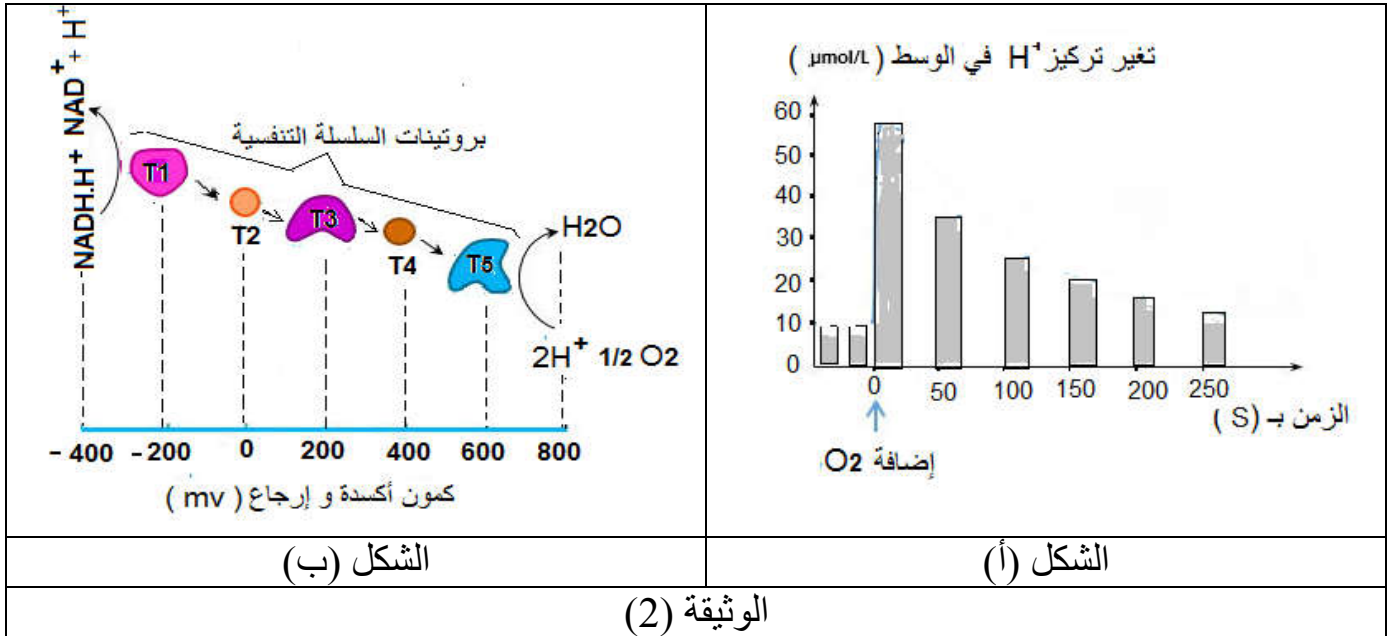 تغير تركيز H+ في الوسط ( µmol/L )
60
50
40
30
20
10
0
0 50 100 150 200 250
الزمن بـ ( S )
إضافة O2
الشكل (أ)
NADH.H+ NAD+ + H+
بروتينات السلسلة التنفسية
T1
T2
T3
T4
T5
H2O
2H+ 1/2 O2
- 400 - 200 0 200 400 600 800
كمون أكسدة و إرجاع ( mv )
الشكل (ب)
الوثيقة (2)